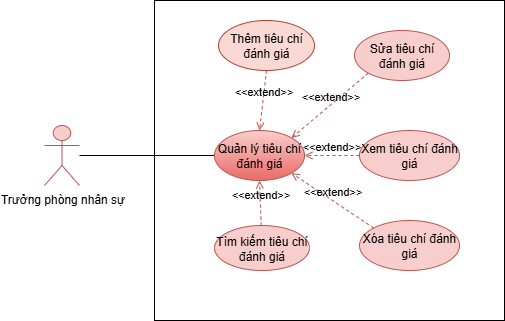 Thêm tiêu chí
đánh giá
Sửa tiêu chí
đánh giá
<<extend>>
<<extend>>
Quản lý tiêu chí
đánh giá
<<extend>>
Xem tiêu chí đánh
giá
Trưởng phòng nhân sự
<<extend>>
<<extend>>
Tìm kiếm tiêu chí
đánh giá
Xóa tiêu chí đánh
giá